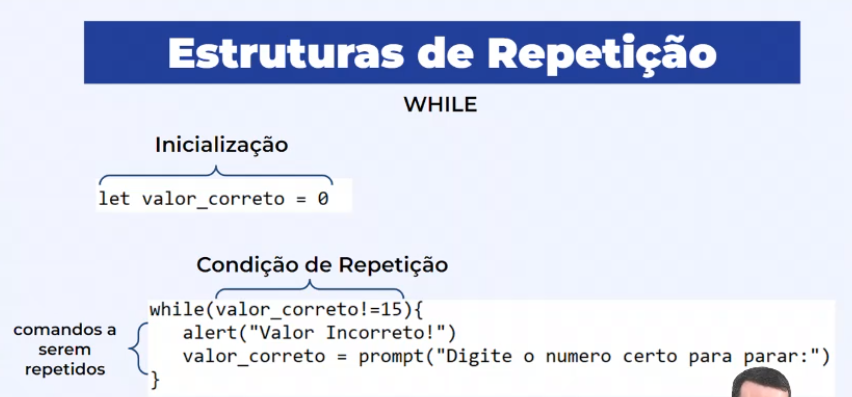 Estruturas de Repetição
WHILE
Inicialização
let valor_correto = 0
Condição de Repetição
while(valor_correto!=15){
alert("Valor Incorreto!")
valor_correto = prompt("Digite o numero certo para parar:")
}
comandos a
serem
repetidos